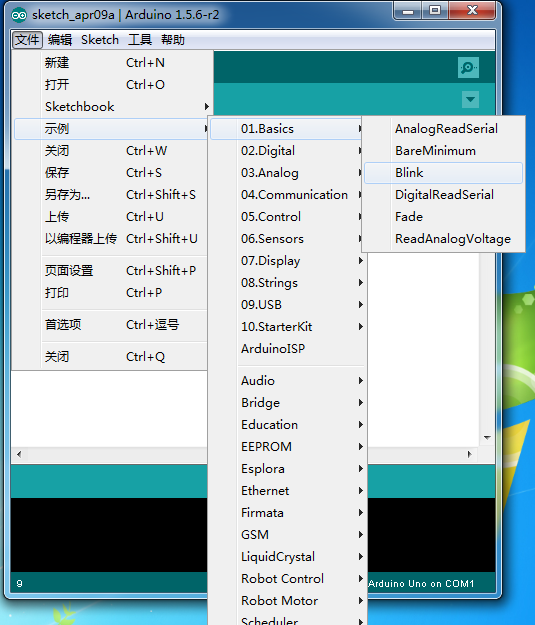 sketch_apr09a | Arduino 1.5.6-r2
文件 编辑 Sketch 工具 帮助
新建 Ctrl+N
打开 Ctrl+O
Sketchbook
示例
关闭 Ctrl+W
保存 Ctrl+S
另存为... Ctrl+Shift+S
上传 Ctrl+U
以编程器上传 Ctrl+Shift+U
页面设置 Ctrl+Shift+P
打印 Ctrl+P
首选项 Ctrl+逗号
关闭 Ctrl+Q
01.Basics
02.Digital
03.Analog
04.Communication
05.Control
06.Sensors
07.Display
08.Strings
09.USB
10.StarterKit
ArduinoISP
Audio
Bridge
Education
EEPROM
Esplora
Ethernet
Firmata
GSM
LiquidCrystal
Robot Control
Robot Motor
Scheduler
AnalogReadSerial
BareMinimum
Blink
DigitalReadSerial
Fade
ReadAnalogVoltage
9
Arduino Uno on COM1